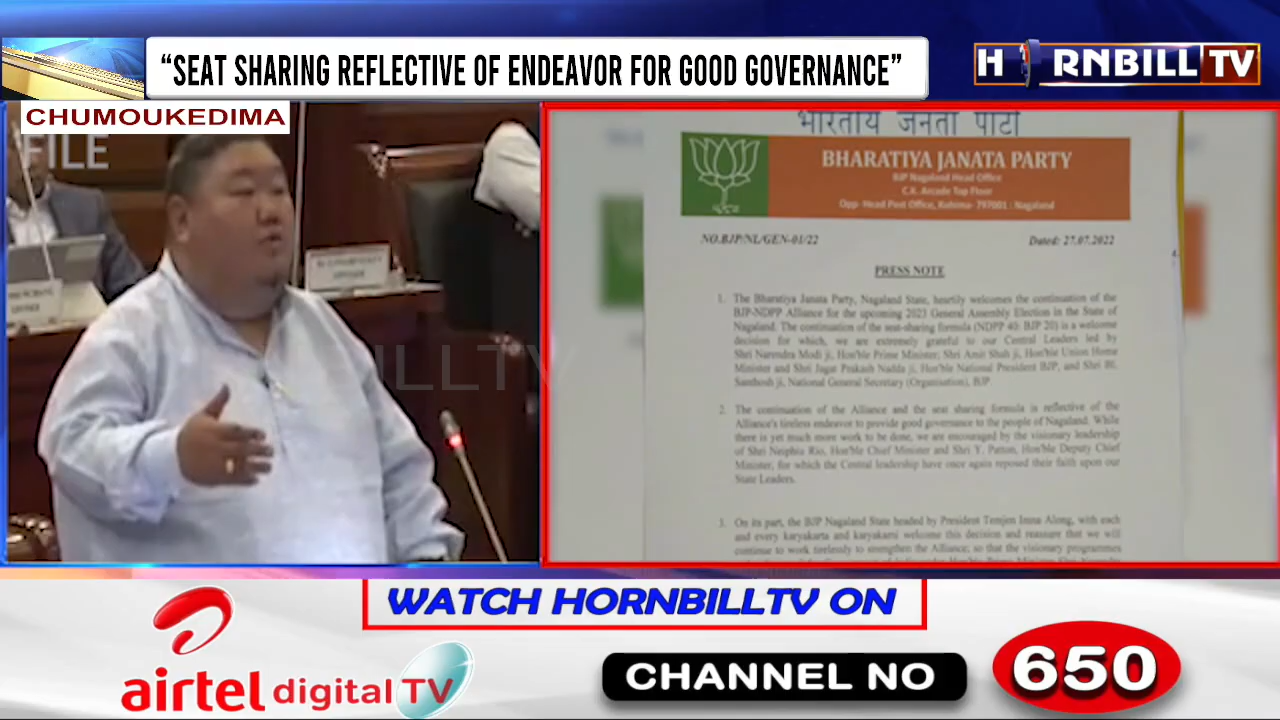 “SEAT SHARING REFLECTIVE OF ENDEAVOR FOR GOOD GOVERNANCE”
HORNBILL TV
CHUMOUKEDIMA
FILE
भारतीय जनता पार्टी
BHARATIYA JANATA PARTY
BJP Nagaland Head Office
C.K. Arcade Top Floor
Opp- Head Post Office, Kohima- 797001 : Nagaland
NO.BJP/NL/GEN-01/22
Dated: 27.07.2022
PRESS NOTE
1. The Bharatiya Janata Party, Nagaland State, heartily welcomes the continuation of the
BJP-NDPP Alliance for the upcoming 2023 General Assembly Election in the State of
Nagaland. The continuation of the seat-sharing formula (NDPP 40: BJP 20) is a welcome
decision for which, we are extremely grateful to our Central Leaders led by
Shri Narendra Modi ji, Hon'ble Prime Minister, Shri Amit Shah ji, Hon'ble Union Home
Minister and Shri Jagat Prakash Nadda ji, Hon'ble National President BJP, and Shri BL
Santhosh ji, National General Secretary (Organisation), BJP
2. The continuation of the Alliance and the seat sharing formula is reflective of the
Alliance's tireless endeavor to provide good governance to the people of Nagaland. While
there is yet much more work to be done, we are encouraged by the visionary leadership
of Shri Neiphiu Rio, Hon'ble Chief Minister and Shri Y. Patton, Hon'ble Deputy Chief
Minister, for which the Central leadership have once again reposed their faith upon our
State Leaders.
3. On its part, the BJP Nagaland State headed by President Temjen Imna Along, with each
and every karyakarta and karyakarni welcome this decision and reassure that we will
continue to work tirelessly to strengthen the Alliance, so that the visionary programmes
BILLTV
WATCH HORNBILLTV ON
airtel digital TV
CHANNEL NO
650